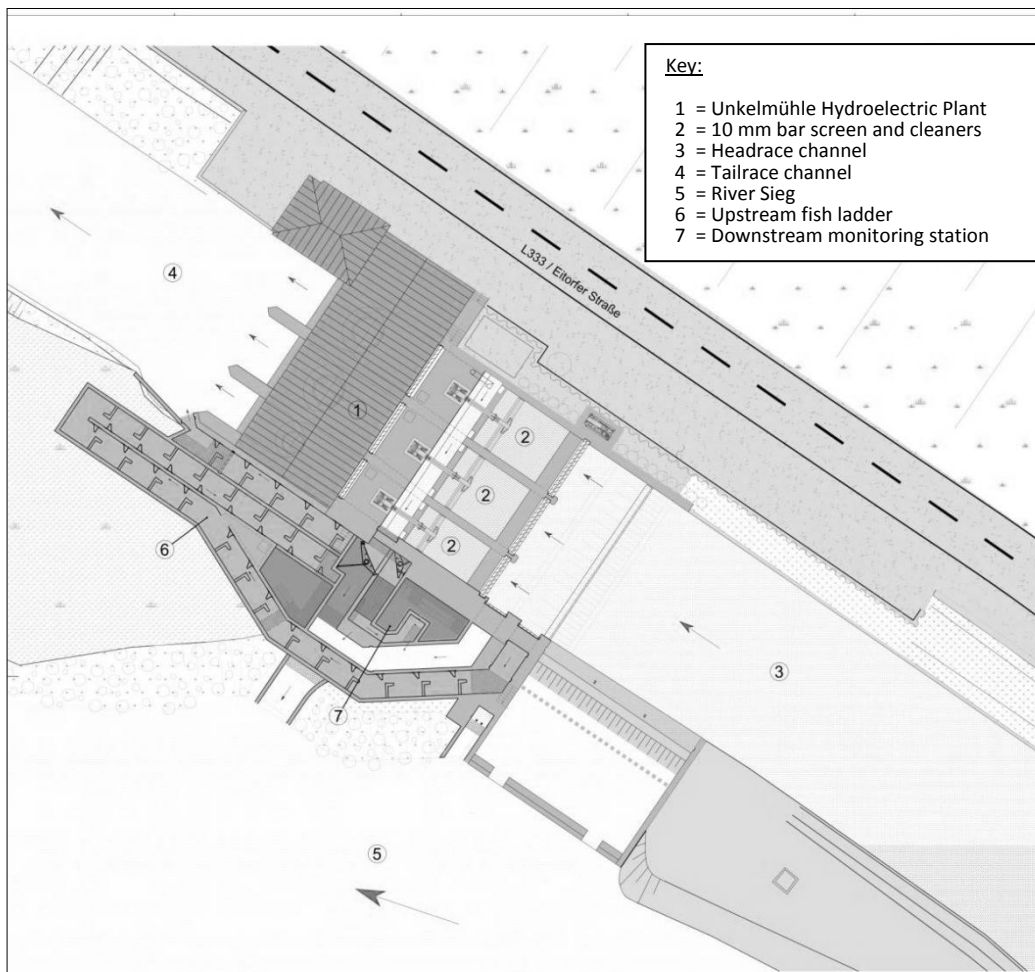 Key:
1 = Unkelmühle Hydroelectric Plant
2 = 10 mm bar screen and cleaners
3 = Headrace channel
4 = Tailrace channel
5 = River Sieg
6 = Upstream fish ladder
7 = Downstream monitoring station
L333 / Eitorfer Straße
4
1
2
2
2
6
3
7
5